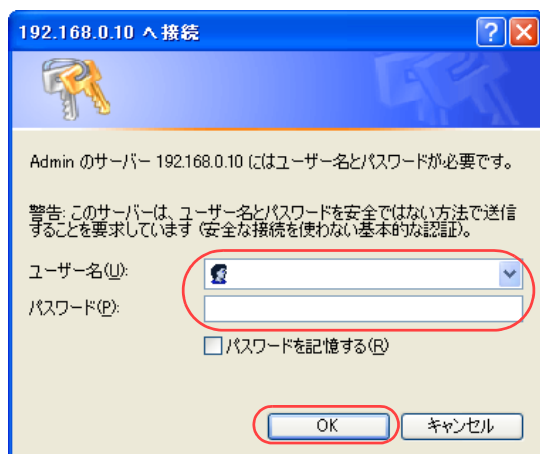 192.168.0.10 へ接続
Admin のサーバー 192.168.0.10 にはユーザー名とパスワードが必要です。
警告: このサーバーは、ユーザー名とパスワードを安全ではない方法で送信
することを要求しています (安全な接続を使わない基本的な認証)。
ユーザー名(U):
パスワード(P):
パスワードを記憶する(R)
OK キャンセル